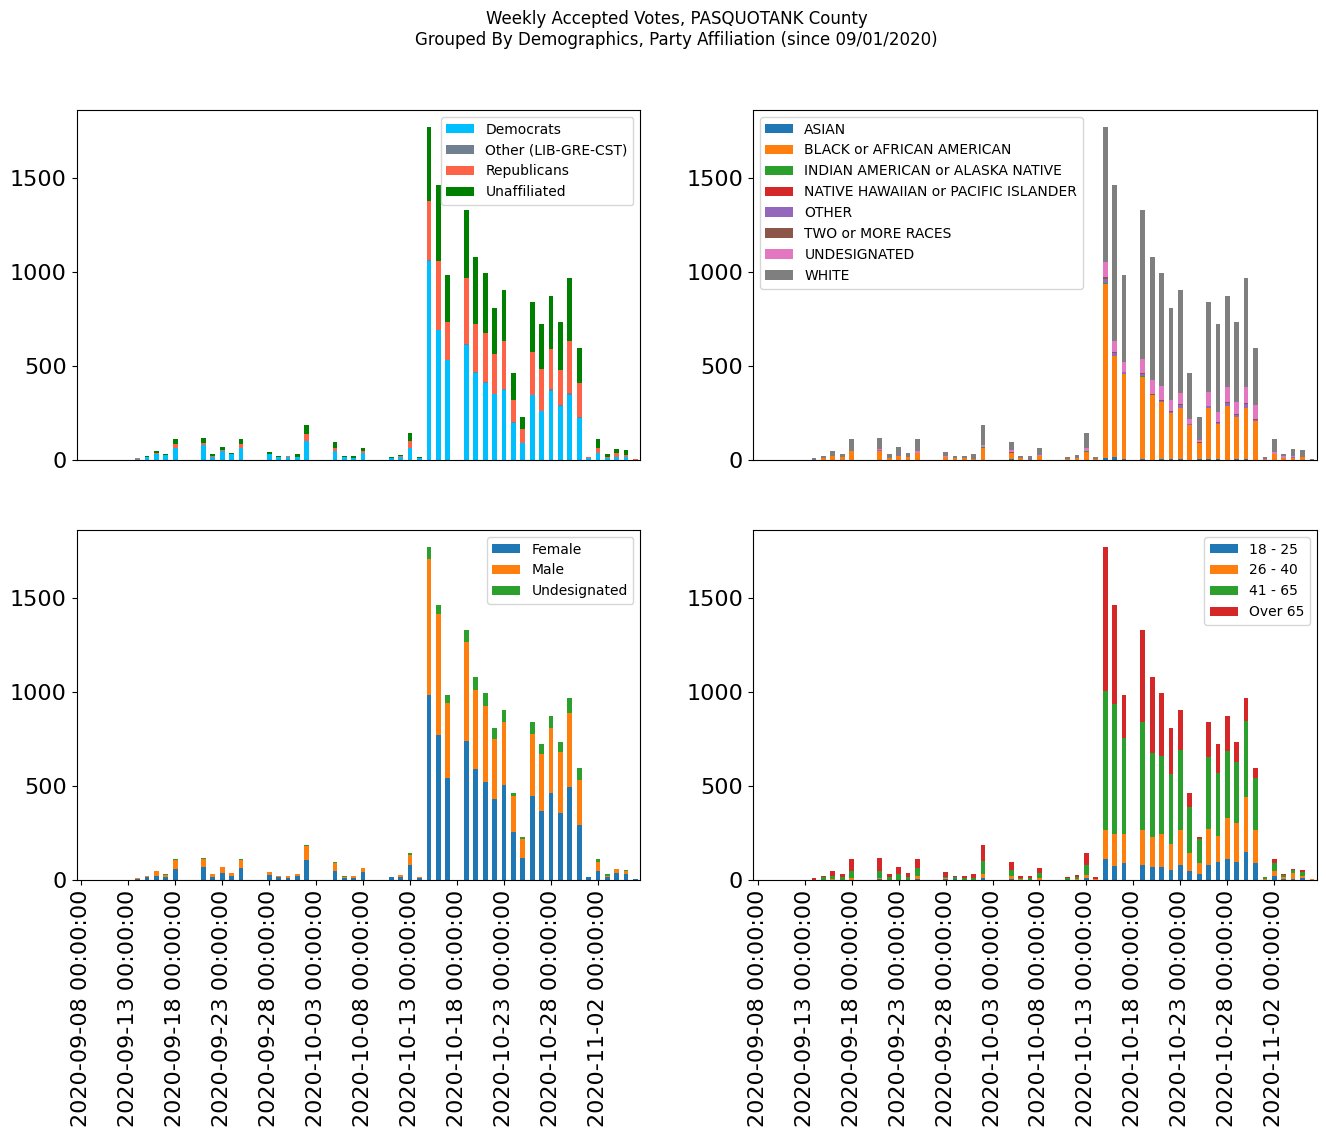 Weekly Accepted Votes, PASQUOTANK County
Grouped By Demographics, Party Affiliation (since 09/01/2020)
1500
1000
500
0
Democrats
Other (LIB-GRE-CST)
Republicans
Unaffiliated
1500
1000
500
0
ASIAN
BLACK or AFRICAN AMERICAN
INDIAN AMERICAN or ALASKA NATIVE
NATIVE HAWAIIAN or PACIFIC ISLANDER
OTHER
TWO or MORE RACES
UNDESIGNATED
WHITE
1500
1000
500
0
Female
Male
Undesignated
2020-09-08 00:00:00
2020-09-13 00:00:00
2020-09-18 00:00:00
2020-09-23 00:00:00
2020-09-28 00:00:00
2020-10-03 00:00:00
2020-10-08 00:00:00
2020-10-13 00:00:00
2020-10-18 00:00:00
2020-10-23 00:00:00
2020-10-28 00:00:00
2020-11-02 00:00:00
1500
1000
500
0
18 - 25
26 - 40
41 - 65
Over 65
2020-09-08 00:00:00
2020-09-13 00:00:00
2020-09-18 00:00:00
2020-09-23 00:00:00
2020-09-28 00:00:00
2020-10-03 00:00:00
2020-10-08 00:00:00
2020-10-13 00:00:00
2020-10-18 00:00:00
2020-10-23 00:00:00
2020-10-28 00:00:00
2020-11-02 00:00:00